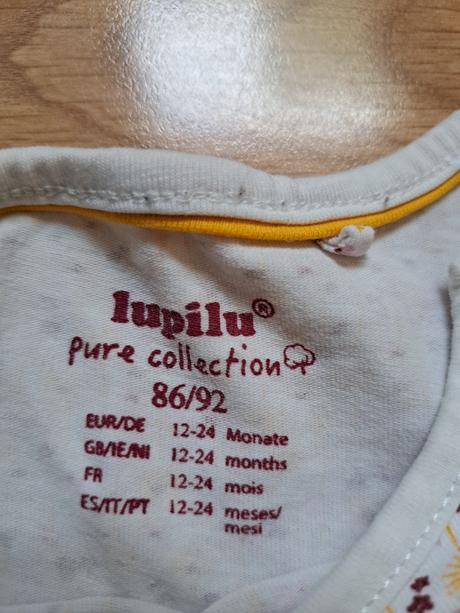 lupilu®
pure collection
86/92
EUR/DE 12-24 Monate
GB/IE/NI 12-24 months
FR 12-24 mois
ES/IT/PT 12-24 meses/
mesi